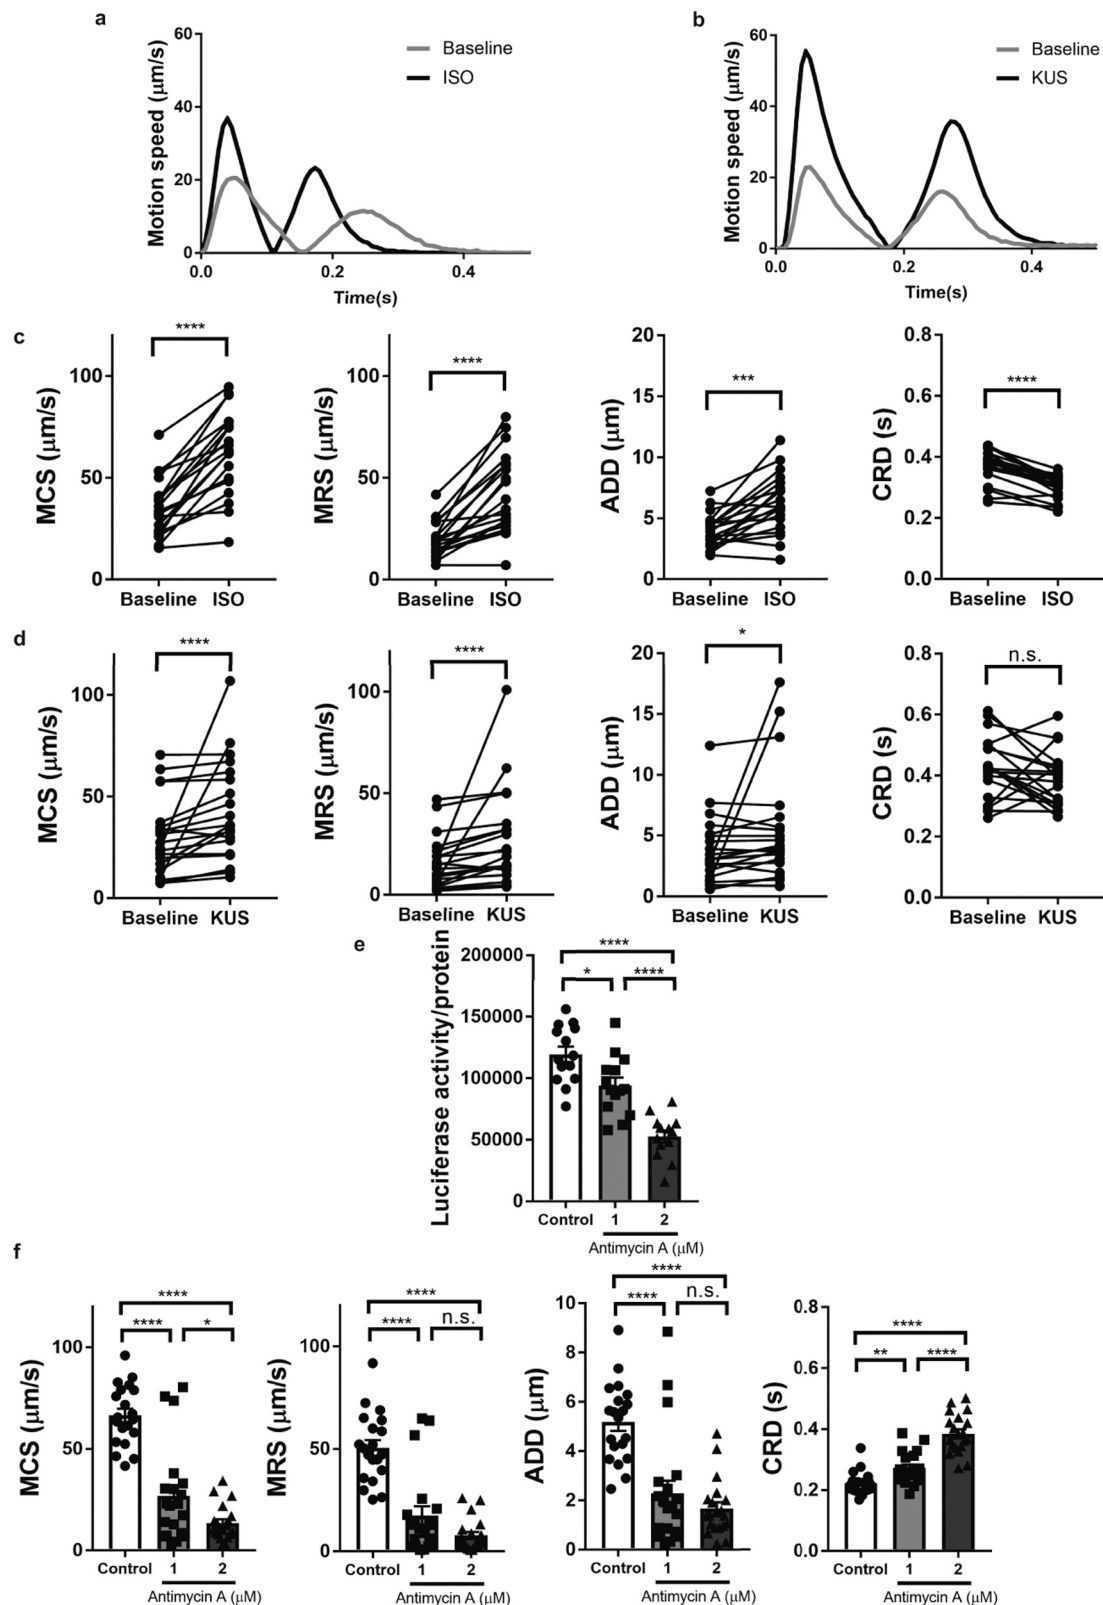 a
Motion speed (μm/s)
60
40
20
0
0.0
0.2
0.4
Time(s)
Baseline
ISO
b
Motion speed (μm/s)
60
40
20
0
0.0
0.2
0.4
Time(s)
Baseline
KUS
c
MCS (μm/s)
100
50
0
****
Baseline ISO
MRS (μm/s)
100
50
0
****
Baseline ISO
ADD (μm)
20
15
10
5
0
***
Baseline ISO
CRD (s)
0.8
0.6
0.4
0.2
0.0
****
Baseline ISO
d
MCS (μm/s)
100
50
0
****
Baseline KUS
MRS (μm/s)
100
50
0
****
Baseline KUS
ADD (μm)
20
15
10
5
0
*
Baseline KUS
CRD (s)
0.8
0.6
0.4
0.2
0.0
n.s.
Baseline KUS
e
Luciferase activity/protein
200000
150000
100000
50000
0
****
* ****
Control 1 2
Antimycin A (μM)
f
MCS (μm/s)
100
50
0
****
**** *
Control 1 2
Antimycin A (μM)
MRS (μm/s)
100
50
0
****
**** n.s.
Control 1 2
Antimycin A (μM)
ADD (μm)
10
8
6
4
2
0
****
**** n.s.
Control 1 2
Antimycin A (μM)
CRD (s)
0.8
0.6
0.4
0.2
0.0
****
** ****
Control 1 2
Antimycin A (μM)